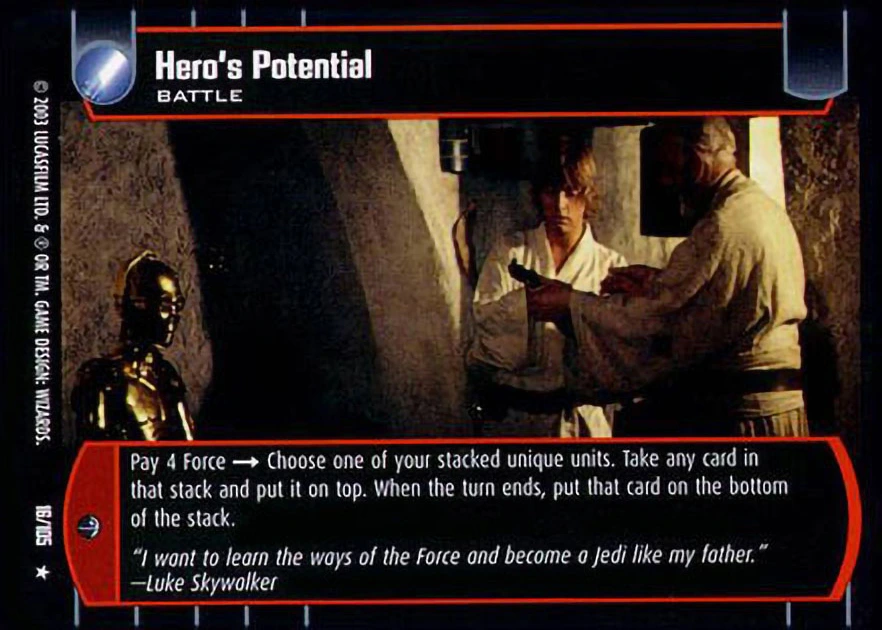 Hero's Potential
BATTLE
© 2003 LUCASFILM LTD. & ® OR TM. GAME DESIGN: WIZARDS.
Pay 4 Force → Choose one of your stacked unique units. Take any card in
that stack and put it on top. When the turn ends, put that card on the bottom
of the stack.
"I want to learn the ways of the Force and become a Jedi like my father."
—Luke Skywalker
16/105 ★